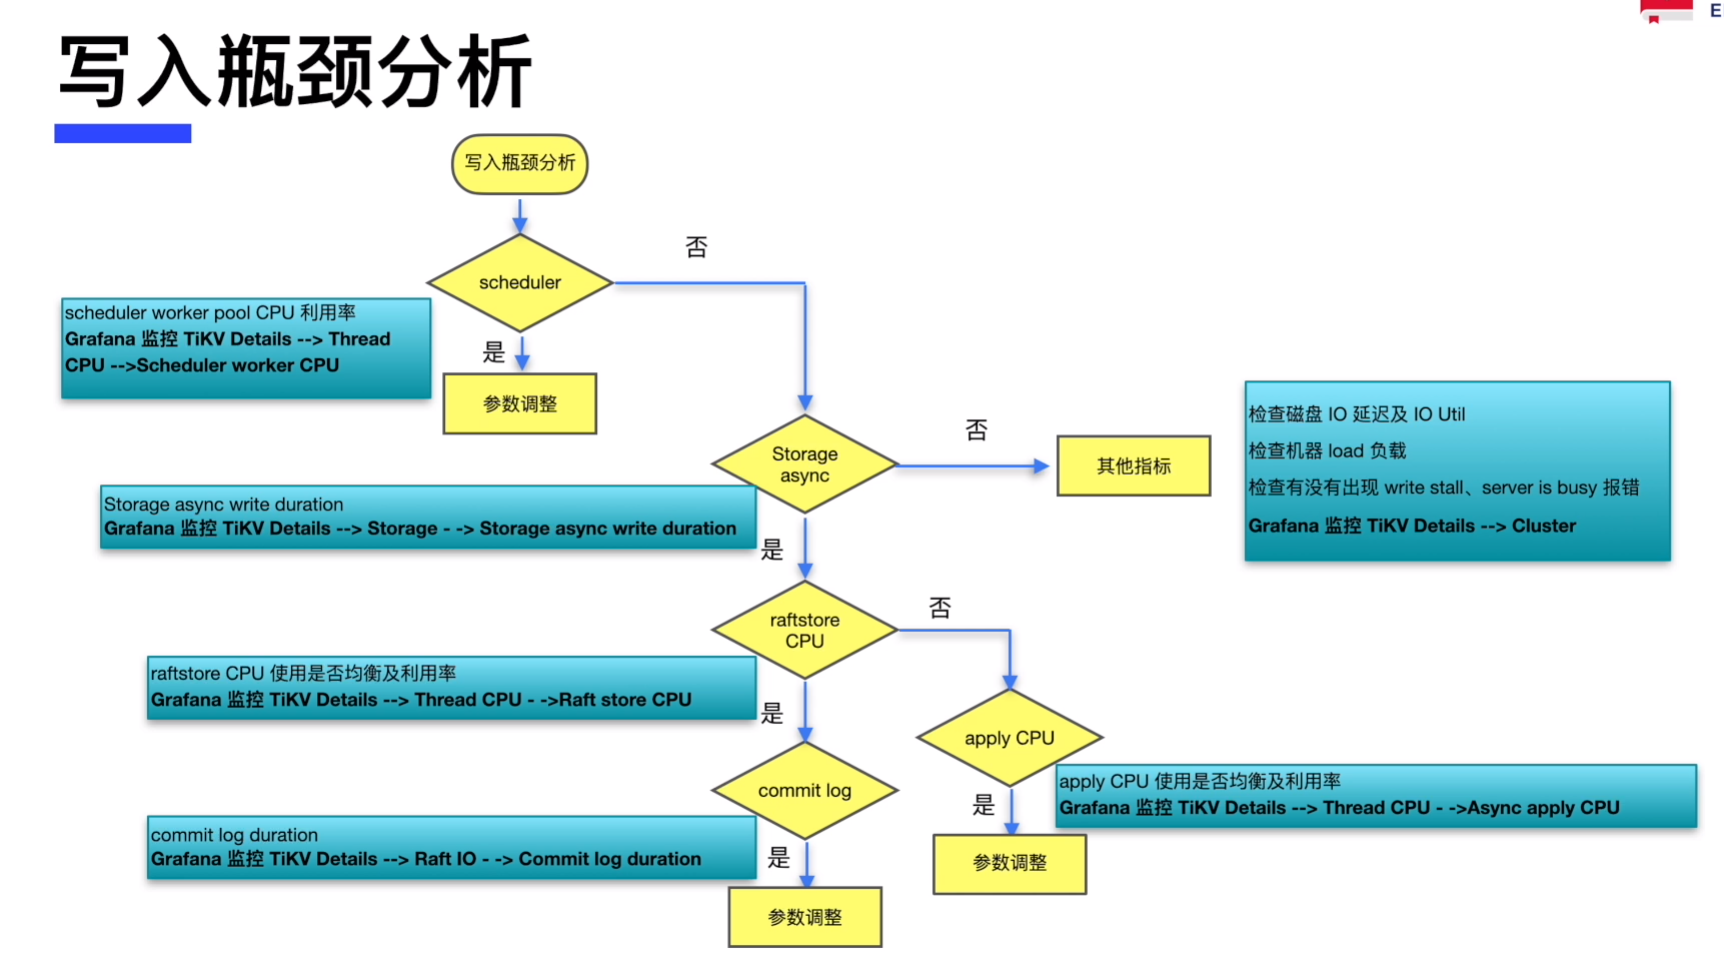 E
写入瓶颈分析
写入瓶颈分析
否
scheduler
scheduler worker pool CPU 利用率
Grafana 监控 TiKV Details --> Thread
CPU -->Scheduler worker CPU
是
参数调整
否
Storage
async
其他指标
检查磁盘 IO 延迟及 IO Util
检查机器 load 负载
检查有没有出现 write stall、server is busy 报错
Grafana 监控 TiKV Details --> Cluster
Storage async write duration
Grafana 监控 TiKV Details --> Storage - -> Storage async write duration
是
否
raftstore
CPU
raftstore CPU 使用是否均衡及利用率
Grafana 监控 TiKV Details --> Thread CPU - ->Raft store CPU
是
apply CPU
apply CPU 使用是否均衡及利用率
Grafana 监控 TiKV Details --> Thread CPU - ->Async apply CPU
是
参数调整
commit log
commit log duration
Grafana 监控 TiKV Details --> Raft IO - -> Commit log duration
是
参数调整